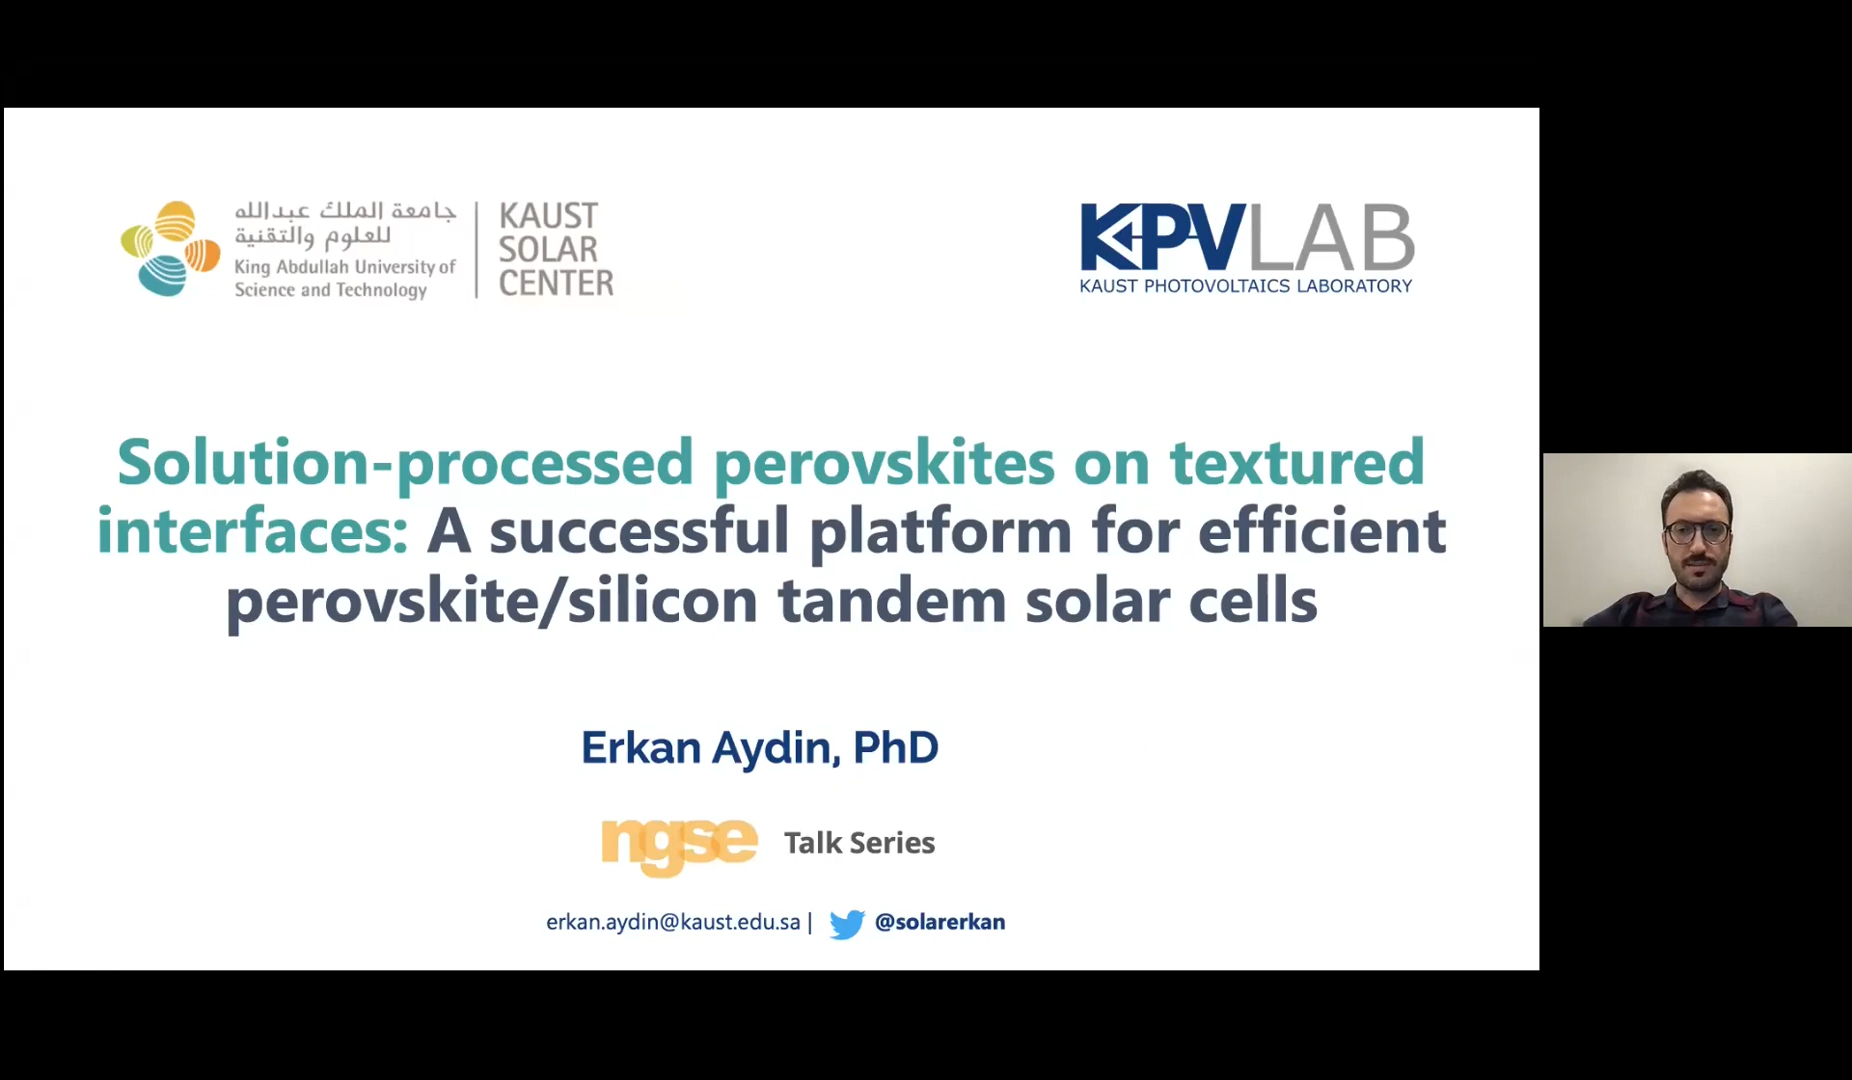 جامعة الملك عبدالله
للعلوم والتقنية
King Abdullah University of
Science and Technology
KAUST
SOLAR
CENTER
KPVLAB
KAUST PHOTOVOLTAICS LABORATORY
Solution-processed perovskites on textured
interfaces: A successful platform for efficient
perovskite/silicon tandem solar cells
Erkan Aydin, PhD
ngse Talk Series
erkan.aydin@kaust.edu.sa | @solarerkan